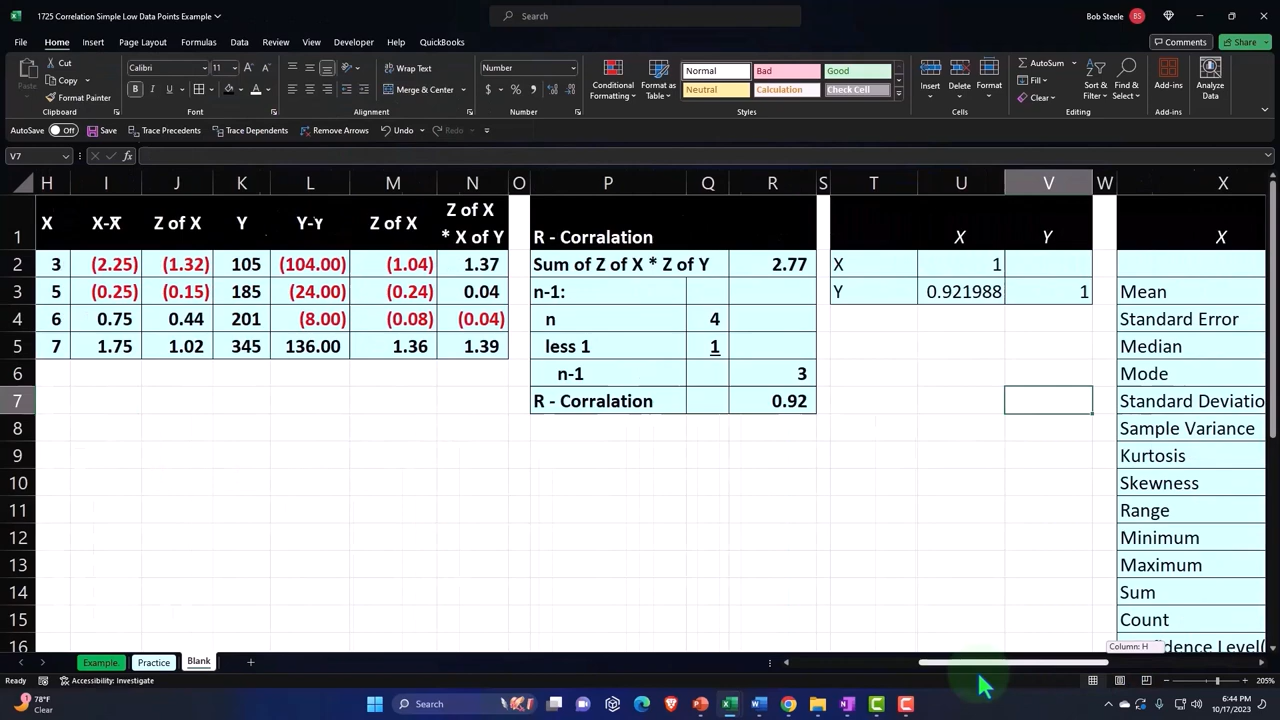 1725 Correlation Simple Low Data Points Example
Search
Bob Steele
BS
File Home Insert Page Layout Formulas Data Review View Developer Automate Help QuickBooks
Comments
Share
Cut
Copy
Paste
Format Painter
Clipboard
Calibri
11
Font
Wrap Text
Merge & Center
Alignment
Number
Number
Conditional Formatting
Format as Table
Normal
Bad
Good
Neutral
Calculation
Check Cell
Styles
Insert
Delete
Format
Cells
AutoSum
Fill
Clear
Sort & Filter
Find & Select
Editing
Add-ins
Add-ins
Analyze Data
AutoSave Off Save Trace Precedents Trace Dependents Remove Arrows Undo Redo
V7
fx
H I J K L M N O P Q R S T U V W X
1 X X-X̅ Z of X Y Y-Y̅ Z of X Z of X * X of Y R - Corralation X Y X
2 3 (2.25) (1.32) 105 (104.00) (1.04) 1.37 Sum of Z of X * Z of Y 2.77 X 1
3 5 (0.25) (0.15) 185 (24.00) (0.24) 0.04 n-1: Y 0.921988 1 Mean
4 6 0.75 0.44 201 (8.00) (0.08) (0.04) n 4 Standard Error
5 7 1.75 1.02 345 136.00 1.36 1.39 less 1 1 Median
6 n-1 3 Mode
7 R - Corralation 0.92 Standard Deviatio
8 Sample Variance
9 Kurtosis
10 Skewness
11 Range
12 Minimum
13 Maximum
14 Sum
15 Count
16 fidence Level(
Column: H
Example Practice Blank
Ready Accessibility: Investigate 205%
78°F
Clear
Search
6:44 PM
10/17/2023